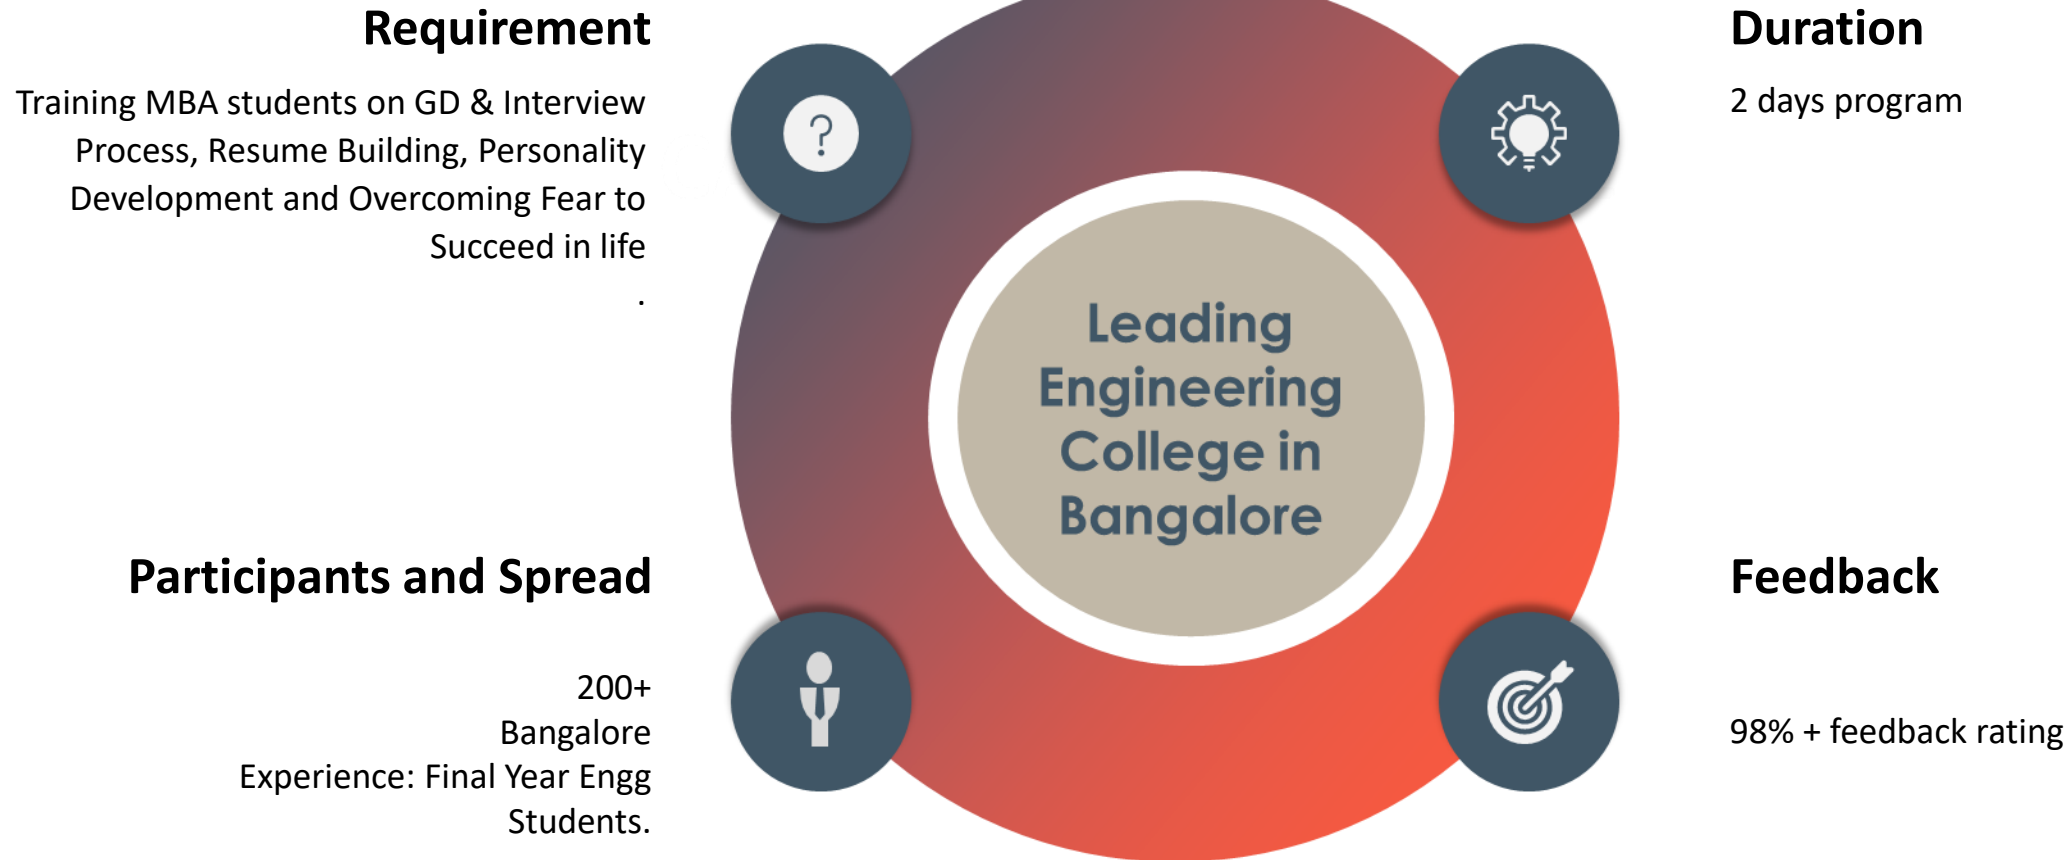 Requirement
Training MBA students on GD & Interview
Process, Resume Building, Personality
Development and Overcoming Fear to
Succeed in life
.
Duration
2 days program
?
Leading
Engineering
College in
Bangalore
Participants and Spread
200+
Bangalore
Experience: Final Year Engg
Students.
Feedback
98% + feedback rating